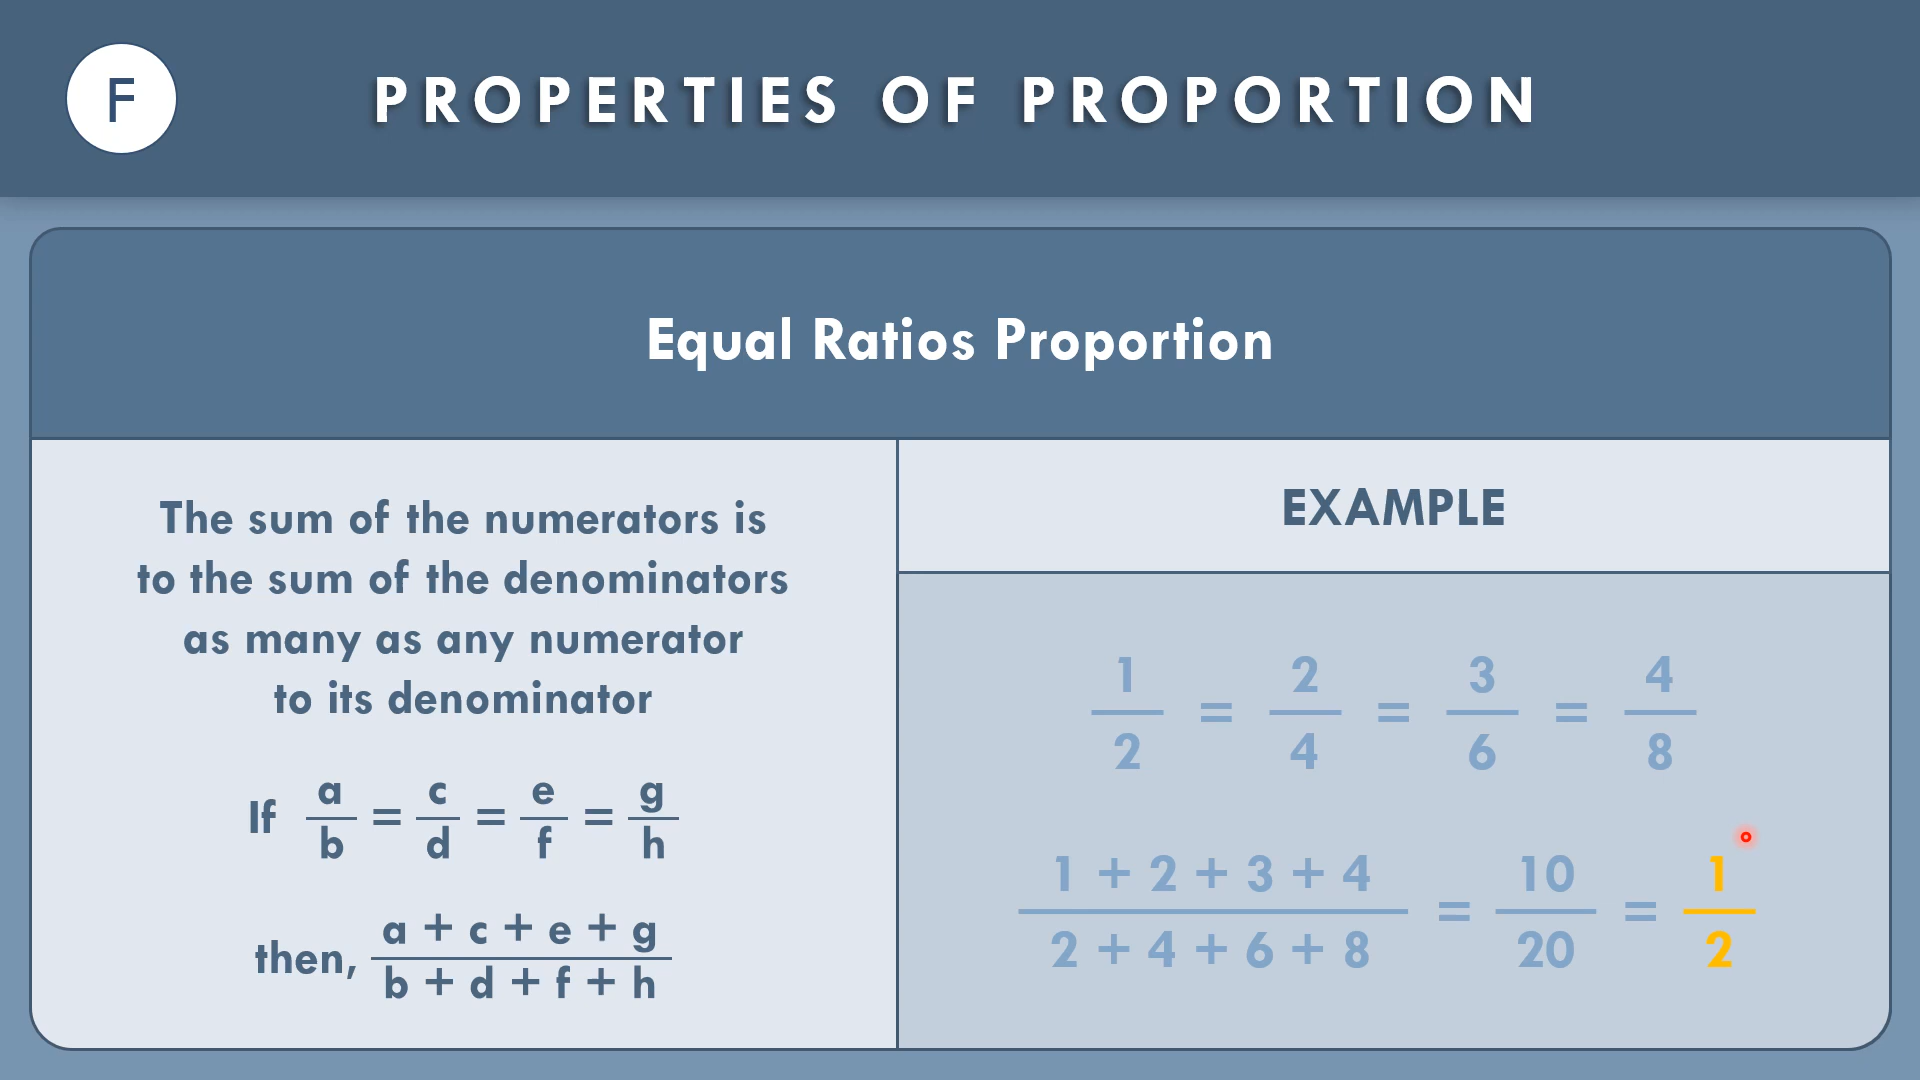 F
PROPERTIES OF PROPORTION
Equal Ratios Proportion
The sum of the numerators is
to the sum of the denominators
as many as any numerator
to its denominator
If a/b = c/d = e/f = g/h
then, (a + c + e + g)/(b + d + f + h)
EXAMPLE
1/2 = 2/4 = 3/6 = 4/8
(1 + 2 + 3 + 4)/(2 + 4 + 6 + 8) = 10/20 = 1/2